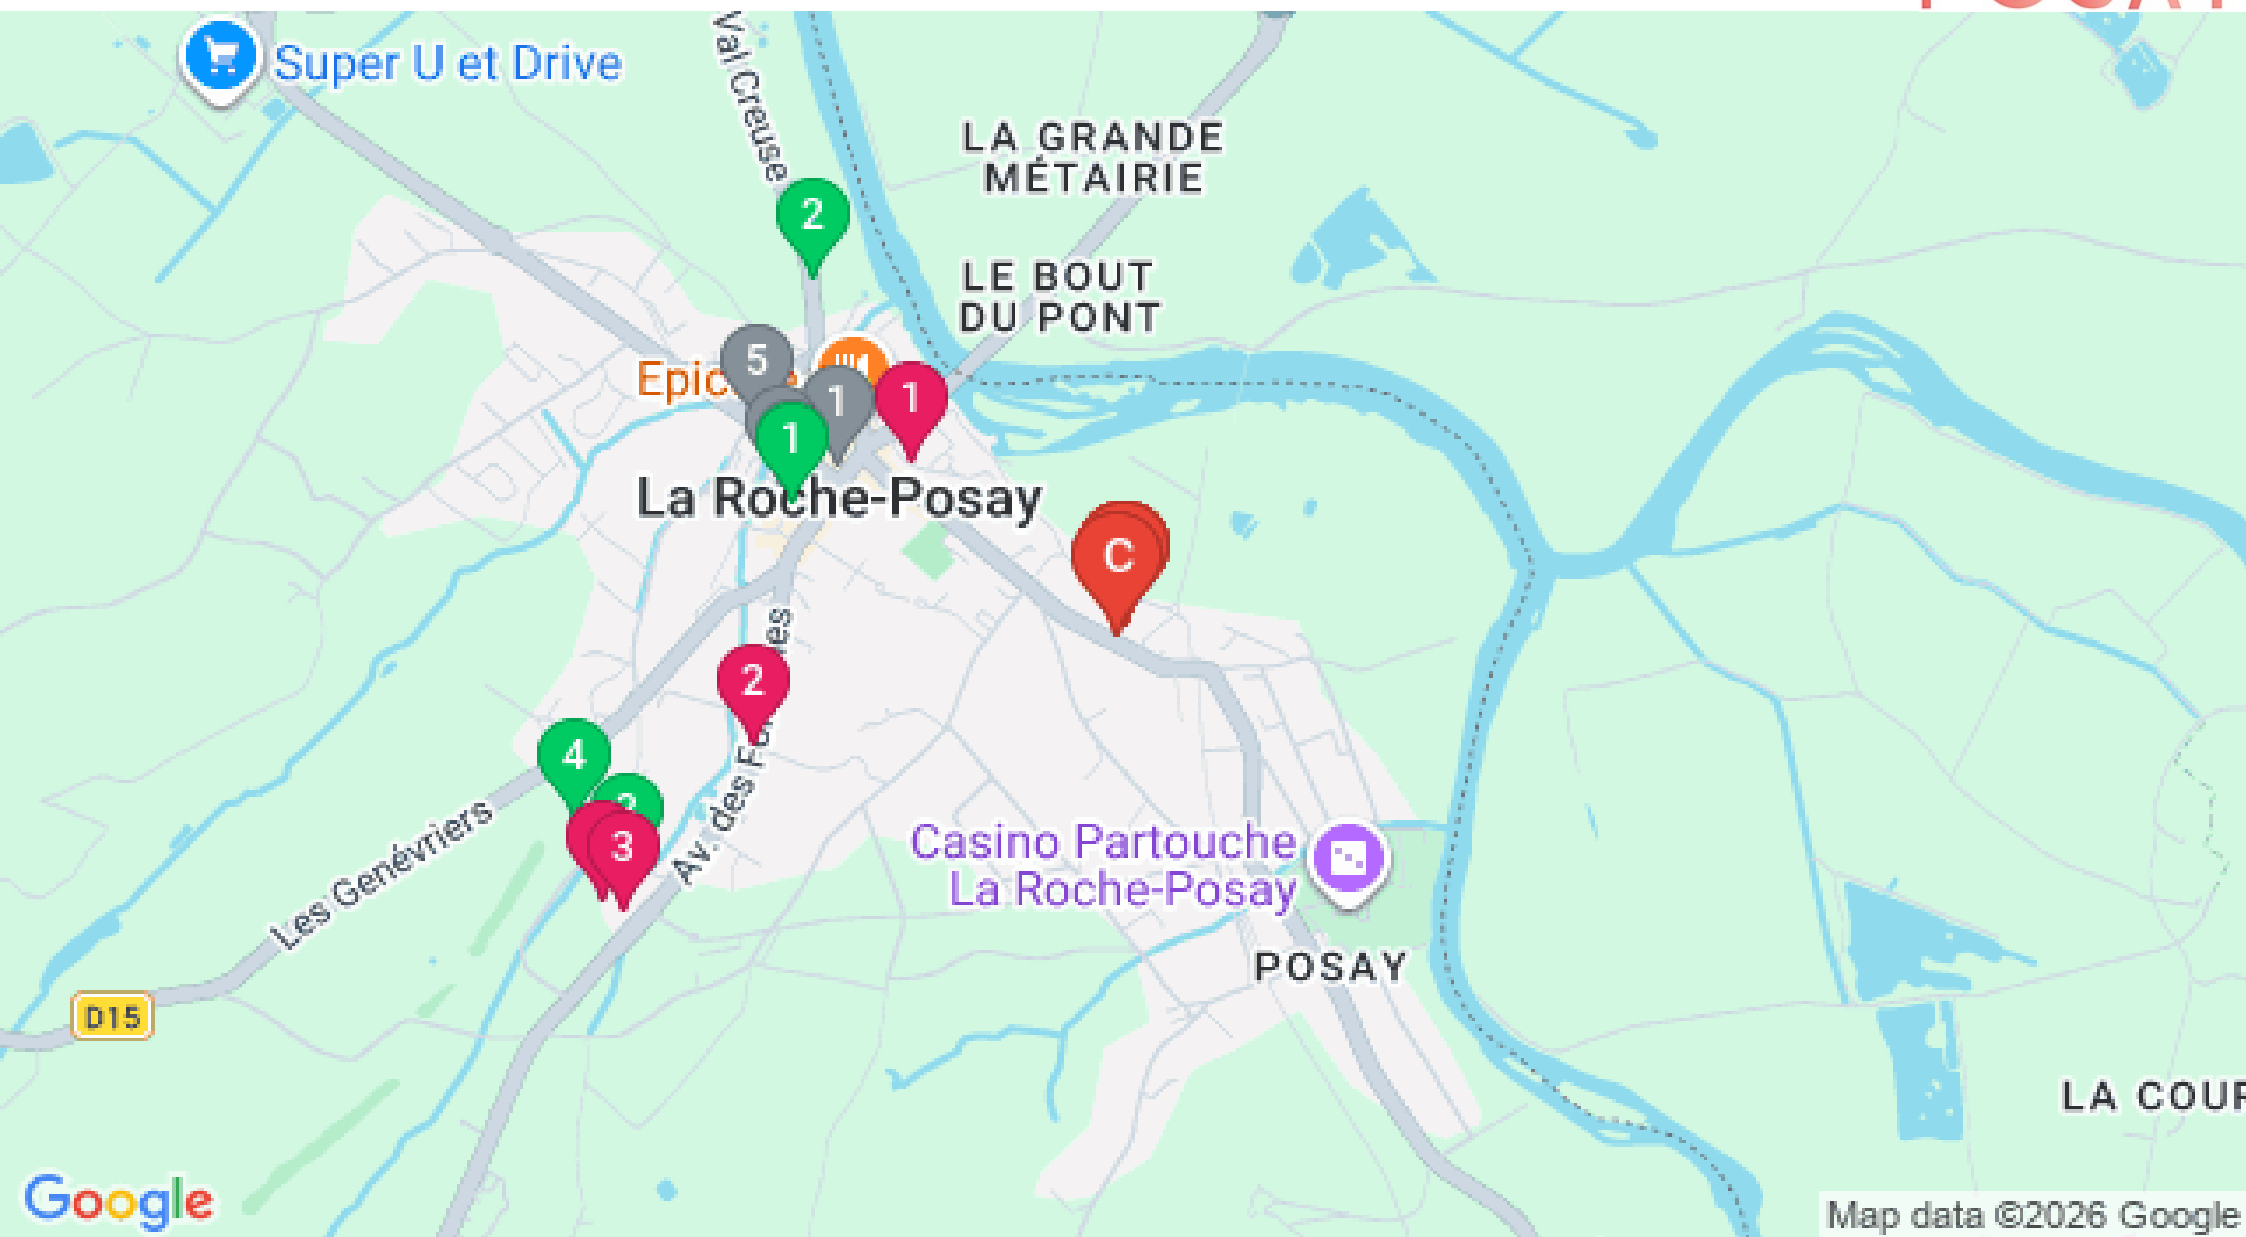 Super U et Drive
Val Creuse
LA GRANDE
MÉTAIRIE
2
LE BOUT
DU PONT
5
1
1
1
La Roche-Posay
C
2
4
3
Av. des
Les Genévriers
Casino Partouche
La Roche-Posay
POSAY
D15
LA COUR
Google
Map data ©2026 Google